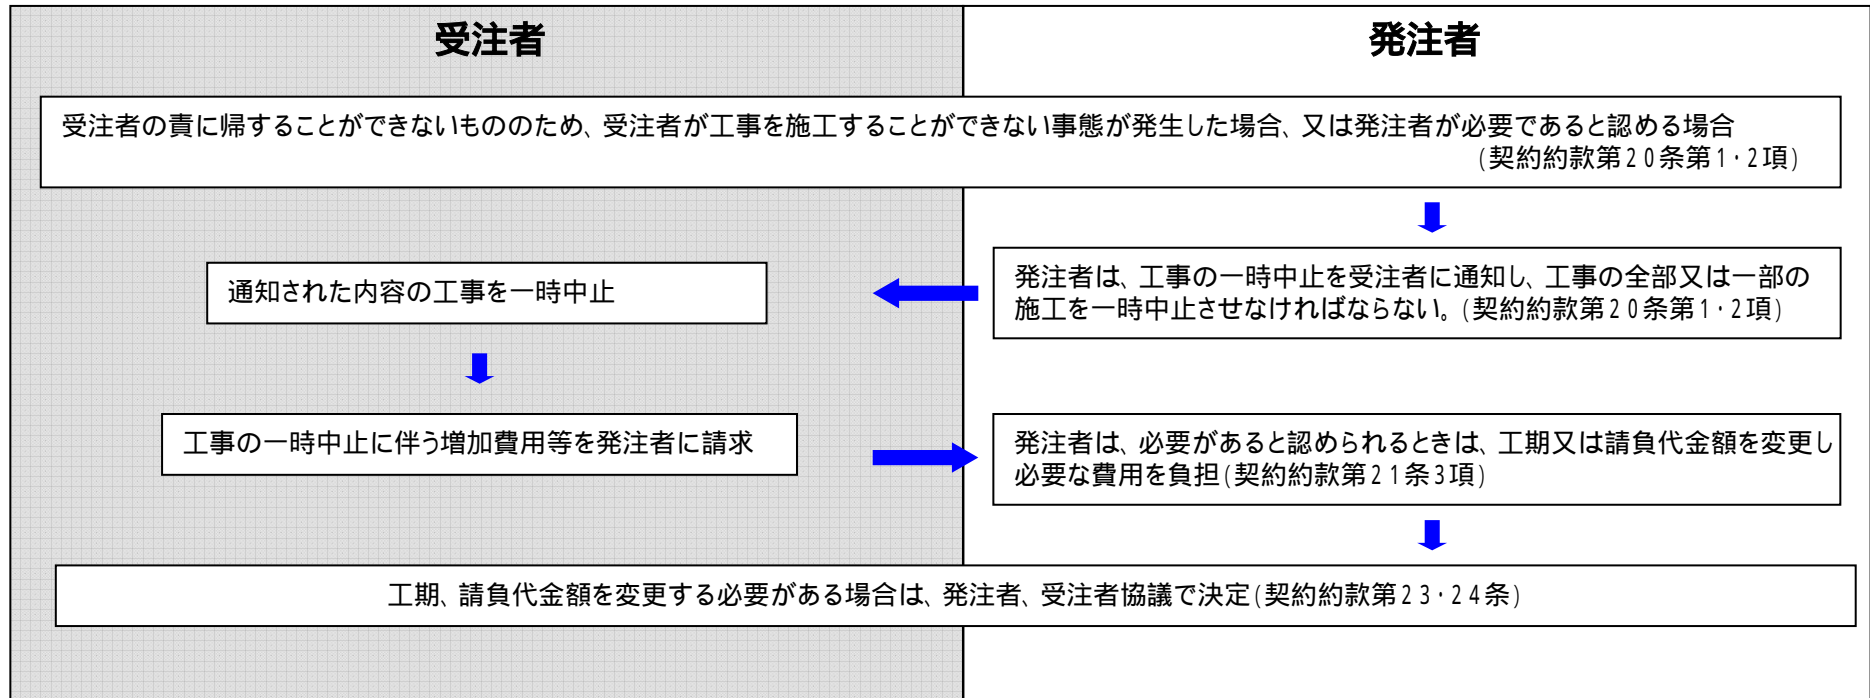 受注者
発注者
受注者の責に帰することができないもののため、受注者が工事を施工することができない事態が発生した場合、又は発注者が必要であると認める場合
(契約約款第20条第1・2項)
発注者は、工事の一時中止を受注者に通知し、工事の全部又は一部の
施工を一時中止させなければならない。(契約約款第20条第1・2項)
通知された内容の工事を一時中止
工事の一時中止に伴う増加費用等を発注者に請求
発注者は、必要があると認められるときは、工期又は請負代金額を変更し
必要な費用を負担(契約約款第21条3項)
工期、請負代金額を変更する必要がある場合は、発注者、受注者協議で決定(契約約款第23・24条)